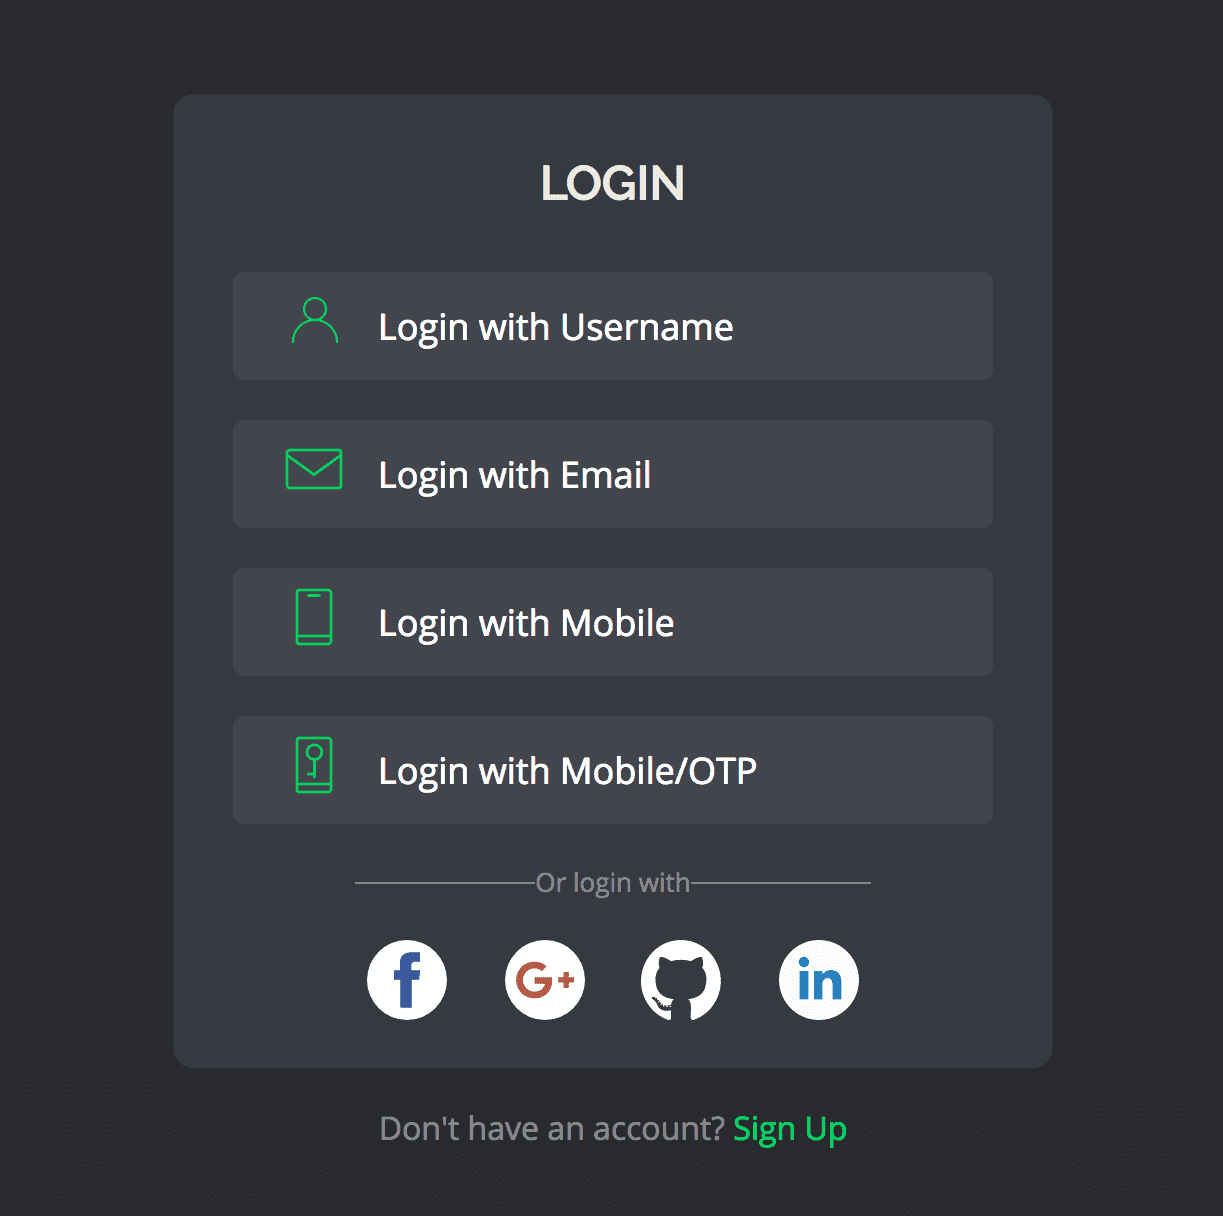 LOGIN
Login with Username
Login with Email
Login with Mobile
Login with Mobile/OTP
Or login with
f G+ in
Don't have an account? Sign Up